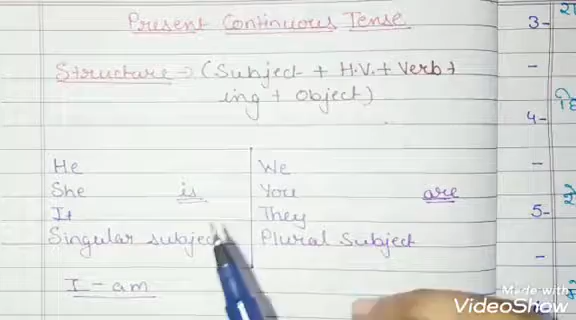 Present Continuous Tense
Structure → (Subject + H.V. + Verb +
ing + object)
He
She is
It
Singular subject
I - am
We
You are
They
Plural Subject
3-
-
4-
-
5-
-
Made with
VideoShow